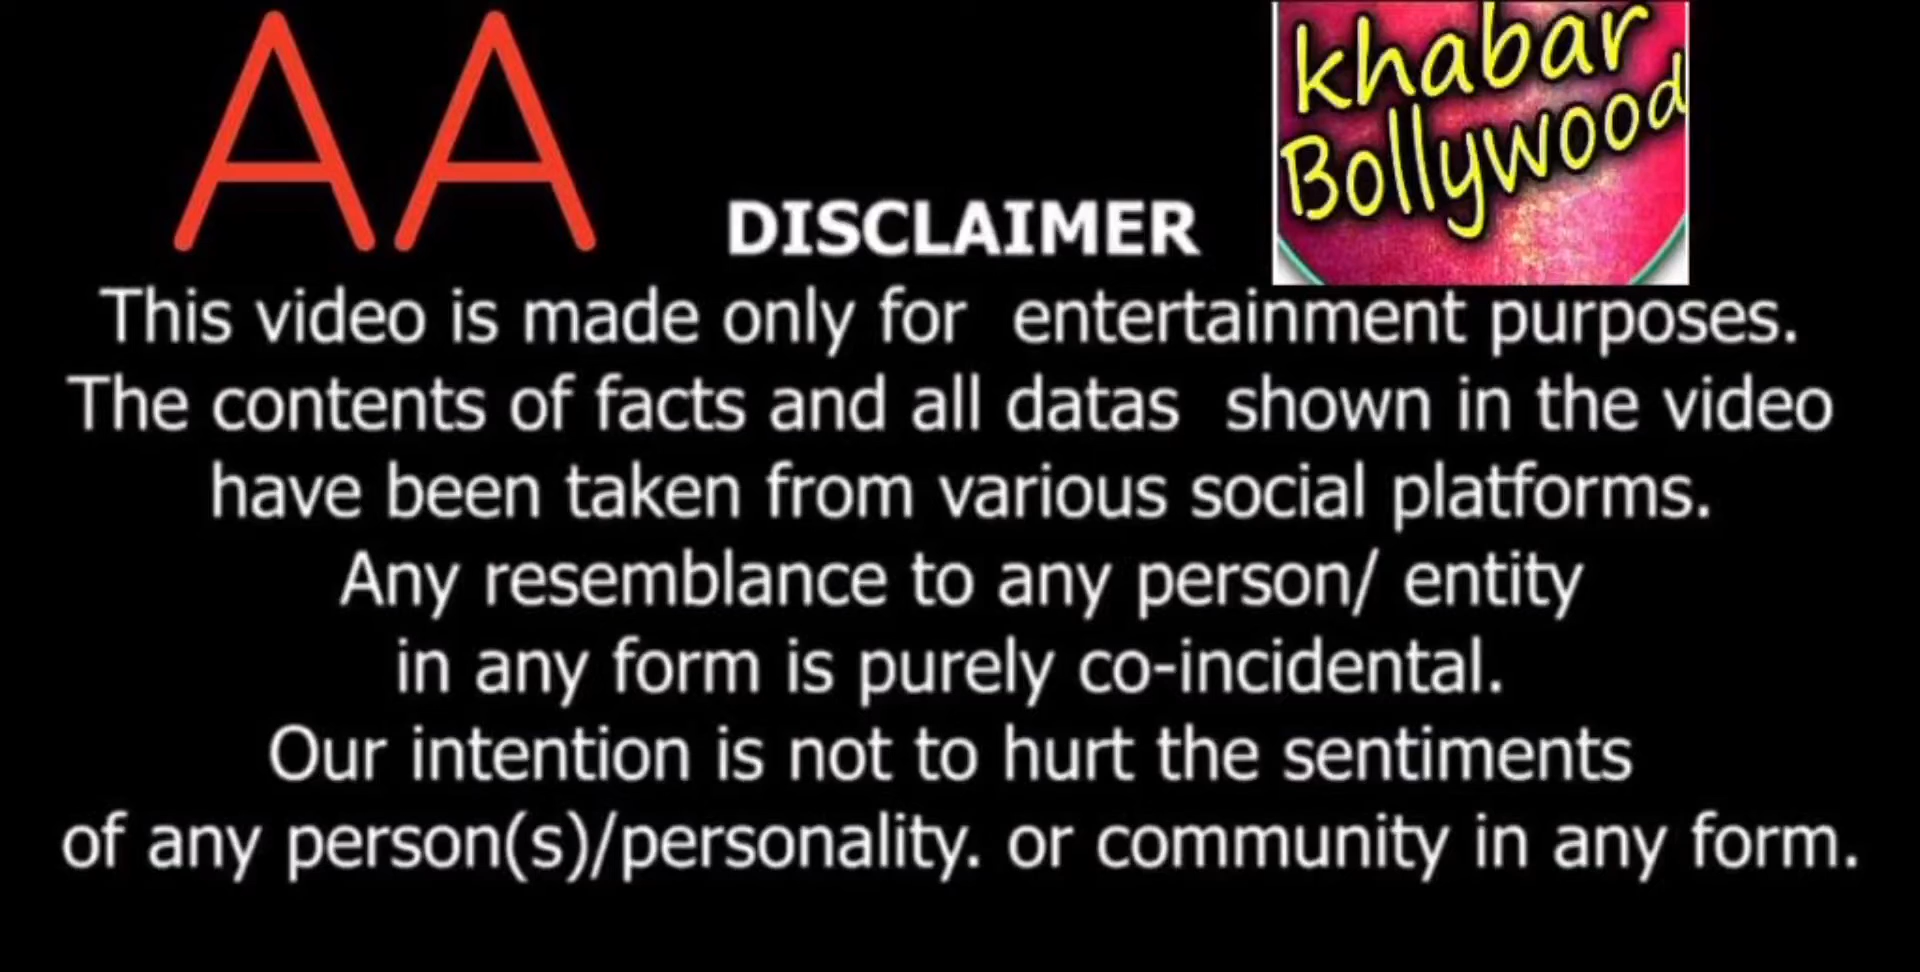 AA
khabar
Bollywood
DISCLAIMER
This video is made only for entertainment purposes.
The contents of facts and all datas shown in the video
have been taken from various social platforms.
Any resemblance to any person/ entity
in any form is purely co-incidental.
Our intention is not to hurt the sentiments
of any person(s)/personality. or community in any form.